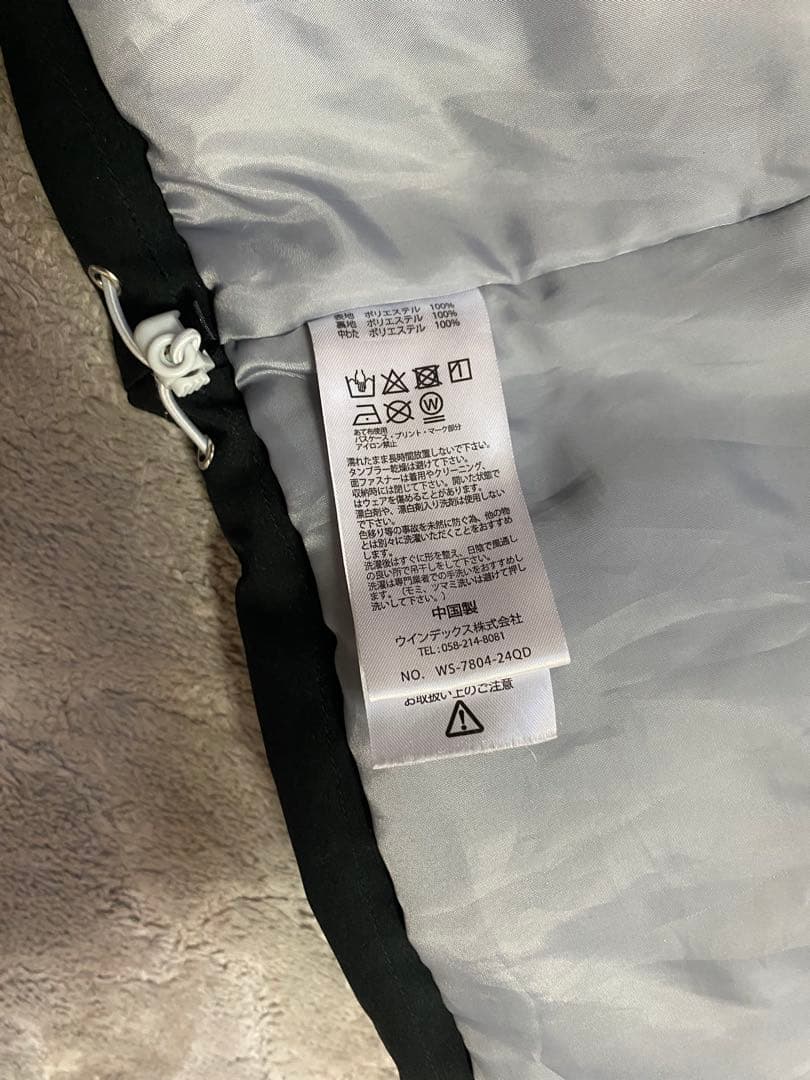 表地 ポリエステル 100%
裏地 ポリエステル 100%
中わた ポリエステル 100%
W
あて布使用
パスケース・プリント・マーク部分
アイロン禁止
濡れたまま長時間放置しないで下さい。
タンブラー乾燥は避けて下さい。
面ファスナーは着用やクリーニング、
収納時には閉じて下さい。開いた状態で
はウェアを傷めることがあります。
漂白剤や、漂白剤入り洗剤は使用しない
で下さい。
色移り等の事故を未然に防ぐ為、他の物
とは別々に洗濯いただくことをおすすめ
します。
洗濯後はすぐに形を整え、日陰で風通し
の良い所で吊干しをして下さい。
洗濯は専門業者での手洗いをおすすめし
ます。（モミ、ツマミ洗いは避けて押し
洗いして下さい。）
中国製
ウインデックス株式会社
TEL:058-214-8081
NO. WS-7804-24QD
お取扱い上のご注意